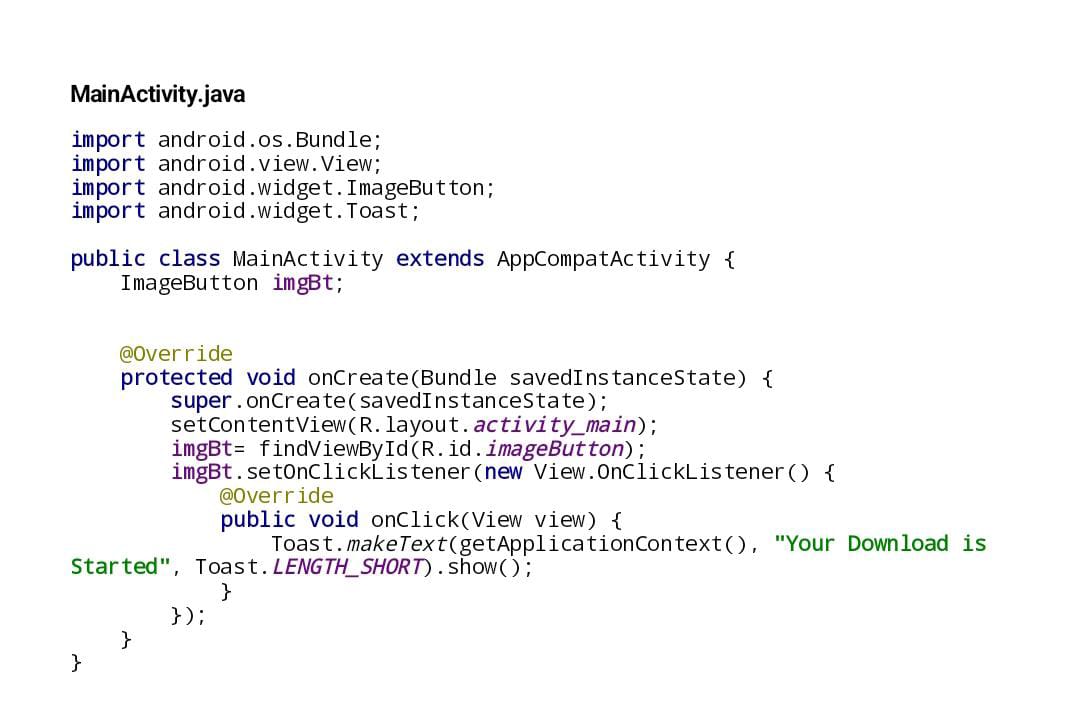 MainActivity.java
import android.os.Bundle;
import android.view.View;
import android.widget.ImageButton;
import android.widget.Toast;
public class MainActivity extends AppCompatActivity {
    ImageButton imgBt;
    @Override
    protected void onCreate(Bundle savedInstanceState) {
        super.onCreate(savedInstanceState);
        setContentView(R.layout.activity_main);
        imgBt= findViewById(R.id.imageButton);
        imgBt.setOnClickListener(new View.OnClickListener() {
            @Override
            public void onClick(View view) {
                Toast.makeText(getApplicationContext(), "Your Download is
Started", Toast.LENGTH_SHORT).show();
            }
        });
    }
}